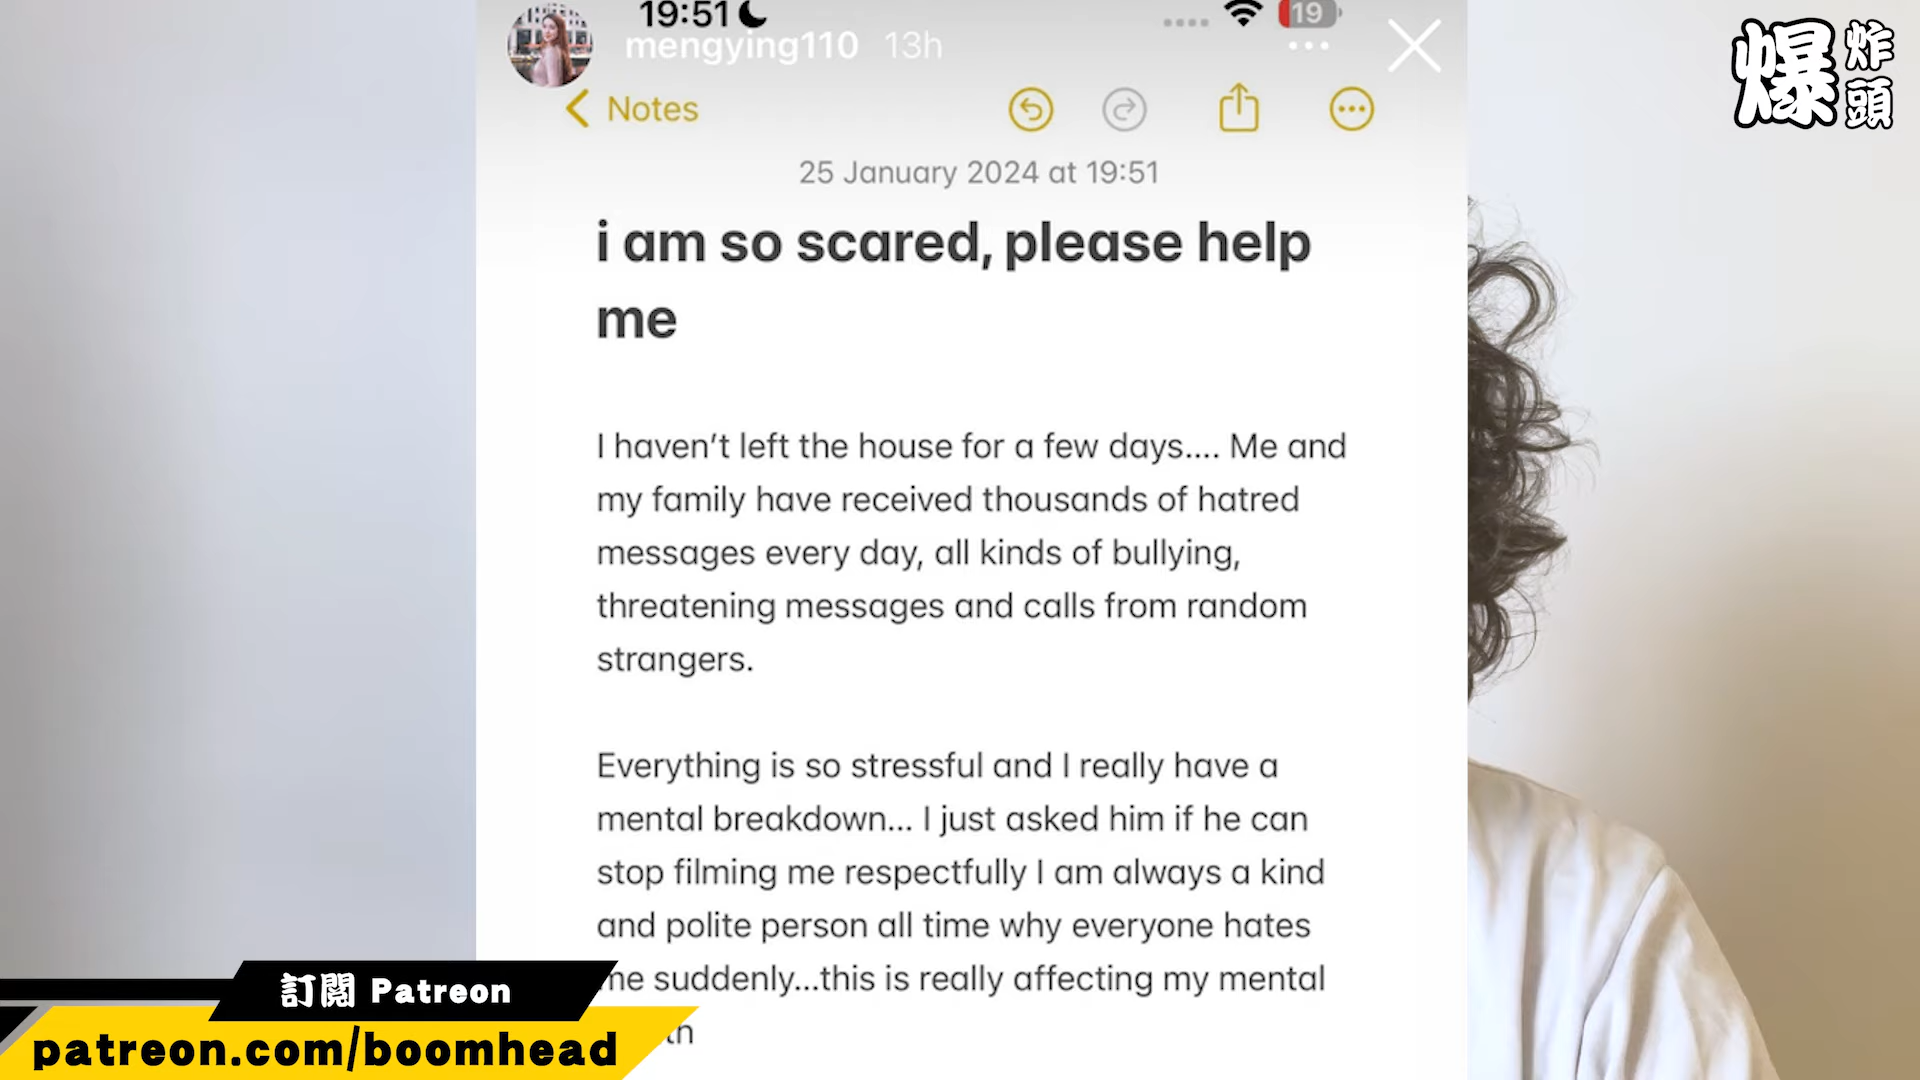 19:51
19
mengying110 13h
爆炸頭
Notes
25 January 2024 at 19:51
i am so scared, please help
me
I haven’t left the house for a few days.... Me and
my family have received thousands of hatred
messages every day, all kinds of bullying,
threatening messages and calls from random
strangers.
Everything is so stressful and I really have a
mental breakdown... I just asked him if he can
stop filming me respectfully I am always a kind
and polite person all time why everyone hates
me suddenly...this is really affecting my mental
訂閱 Patreon
patreon.com/boomhead